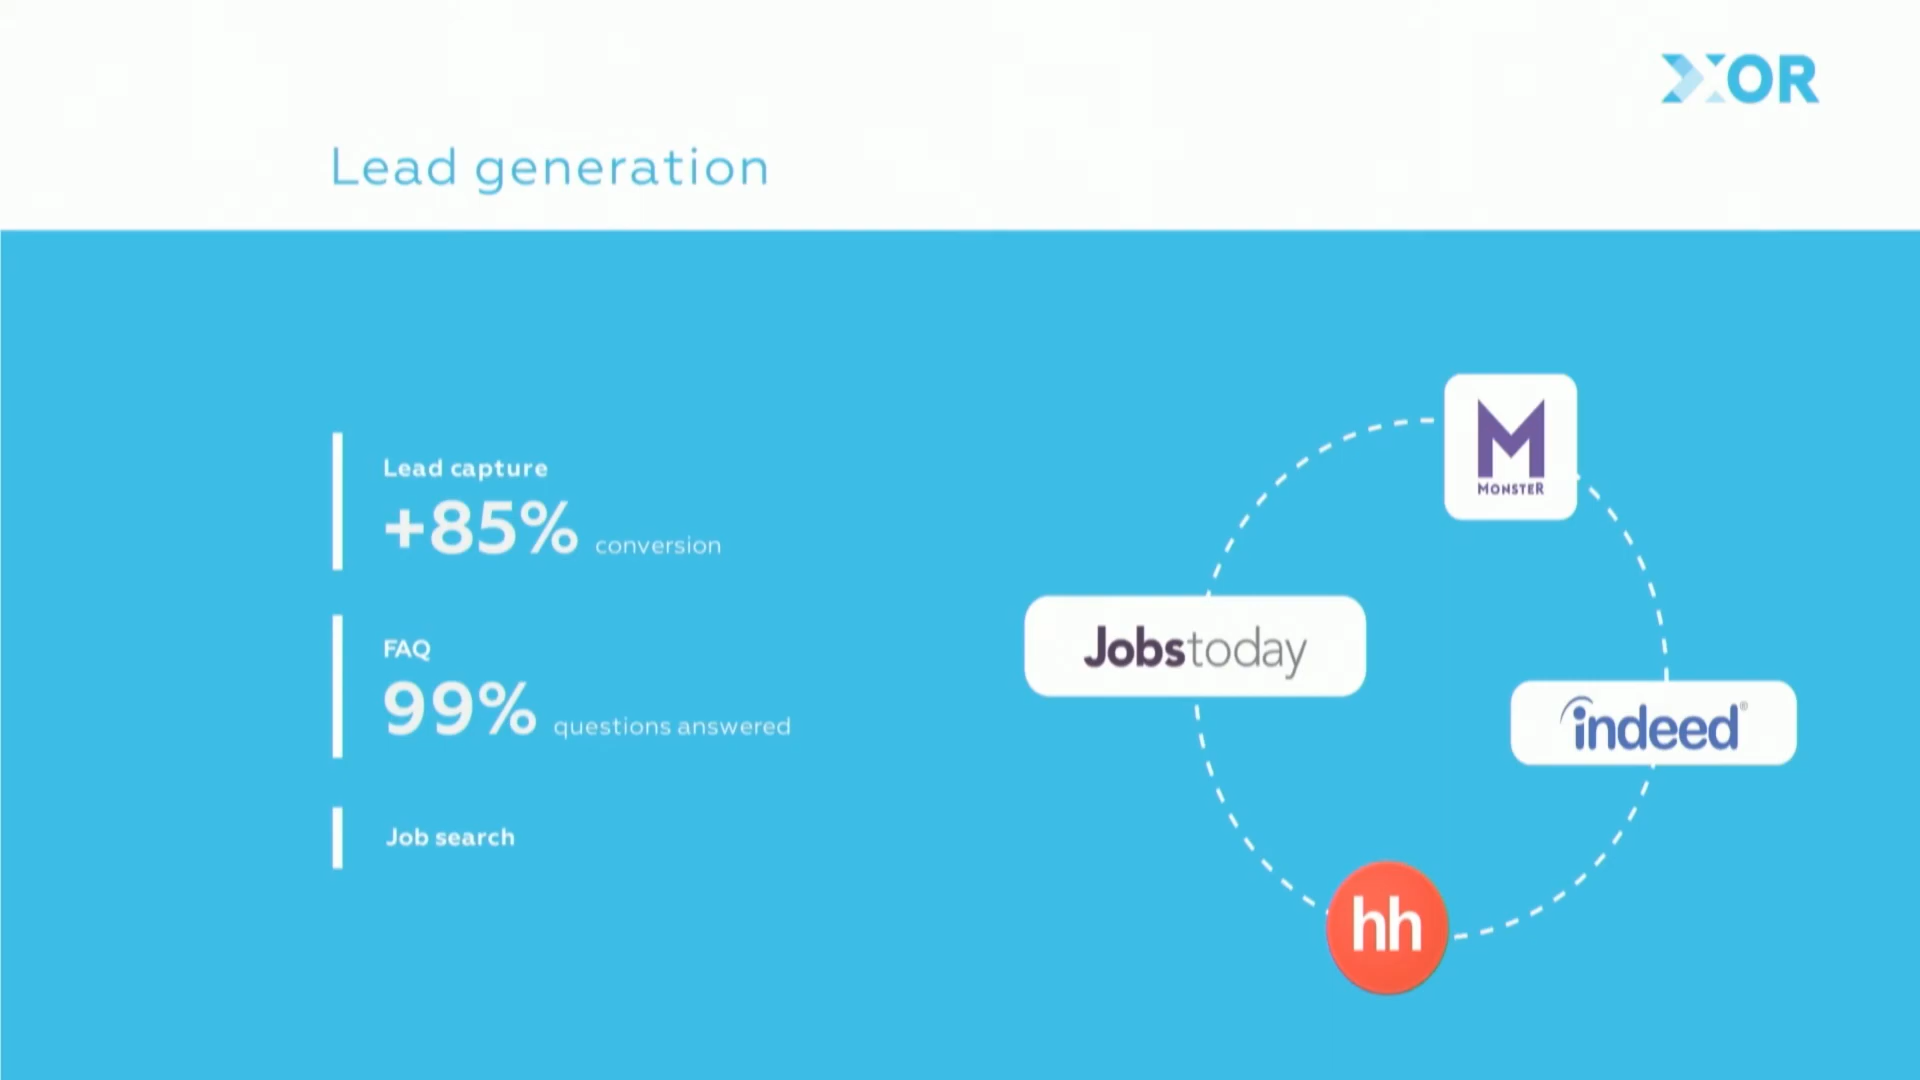 XOR
Lead generation
Lead capture
+85% conversion
FAQ
99% questions answered
Job search
M
MONSTER
Jobstoday
indeed®
hh